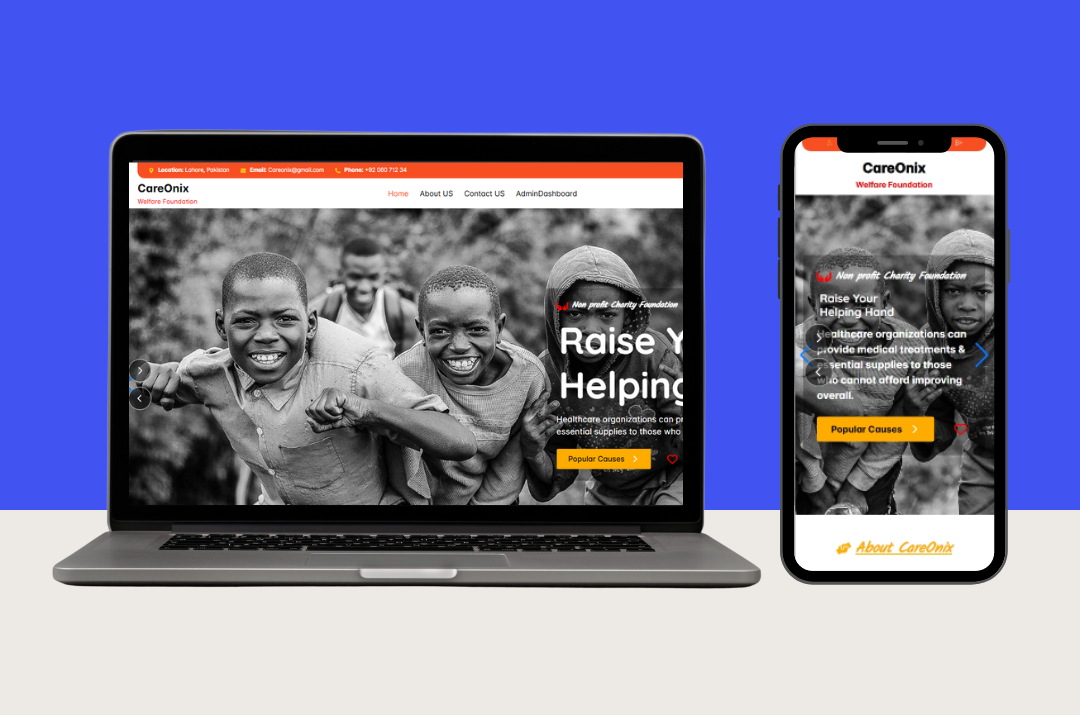 Location: Lahore, Pakistan
Email: Careonix@gmail.com
Phone: +92 060 712 34
CareOnix
Welfare Foundation
Home
About US
Contact US
AdminDashboard
Non profit Charity Foundation
Raise Y
Helping
Healthcare organizations can pr
essential supplies to those who
Popular Causes
CareOnix
Welfare Foundation
Non profit Charity Foundation
Raise Your
Helping Hand
Healthcare organizations can
provide medical treatments &
essential supplies to those
who cannot afford improving
overall.
Popular Causes
About CareOnix